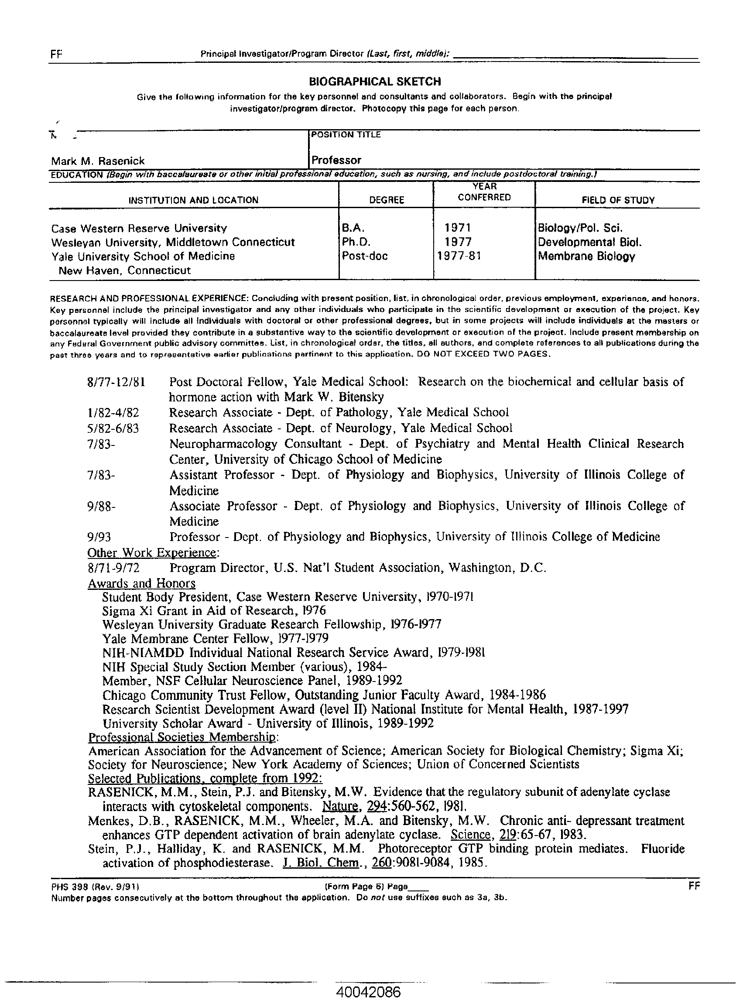 FF Principal Investigator/Program Director (Last, first, middle):
BIOGRAPHICAL SKETCH
Give the following information for the key personnel and consultants and collaborators. Begin with the principal
investigator/program director. Photocopy this page for each person.
POSITION TITLE
Mark M. Rasenick Professor
EDUCATION (Begin with baccalaureate or other initial professional education, such as nursing, and include postdoctoral training.)
INSTITUTION AND LOCATION DEGREE YEAR CONFERRED FIELD OF STUDY
Case Western Reserve University B.A. 1971 Biology/Pol. Sci.
Wesleyan University, Middletown Connecticut Ph.D. 1977 Developmental Biol.
Yale University School of Medicine Post-doc 1977-81 Membrane Biology
New Haven, Connecticut
RESEARCH AND PROFESSIONAL EXPERIENCE: Concluding with present position, list, in chronological order, previous employment, experience, and honors.
Key personnel include the principal investigator and any other individuals who participate in the scientific development or execution of the project. Key
personnel typically will include all individuals with doctoral or other professional degrees, but in some projects will include individuals at the masters or
baccalaureate level provided they contribute in a substantive way to the scientific development or execution of the project. Include present membership on
any Federal Government public advisory committee. List, in chronological order, the titles, all authors, and complete references to all publications during the
past three years and to representative earlier publications pertinent to this application. DO NOT EXCEED TWO PAGES.
8/77-12/81 Post Doctoral Fellow, Yale Medical School: Research on the biochemical and cellular basis of
hormone action with Mark W. Bitensky
1/82-4/82 Research Associate - Dept. of Pathology, Yale Medical School
5/82-6/83 Research Associate - Dept. of Neurology, Yale Medical School
7/83- Neuropharmacology Consultant - Dept. of Psychiatry and Mental Health Clinical Research
Center, University of Chicago School of Medicine
7/83- Assistant Professor - Dept. of Physiology and Biophysics, University of Illinois College of
Medicine
9/88- Associate Professor - Dept. of Physiology and Biophysics, University of Illinois College of
Medicine
9/93 Professor - Dept. of Physiology and Biophysics, University of Illinois College of Medicine
Other Work Experience:
8/71-9/72 Program Director, U.S. Nat'l Student Association, Washington, D.C.
Awards and Honors
Student Body President, Case Western Reserve University, 1970-1971
Sigma Xi Grant in Aid of Research, 1976
Wesleyan University Graduate Research Fellowship, 1976-1977
Yale Membrane Center Fellow, 1977-1979
NIH-NIAMDD Individual National Research Service Award, 1979-1981
NIH Special Study Section Member (various), 1984-
Member, NSF Cellular Neuroscience Panel, 1989-1992
Chicago Community Trust Fellow, Outstanding Junior Faculty Award, 1984-1986
Research Scientist Development Award (level II) National Institute for Mental Health, 1987-1997
University Scholar Award - University of Illinois, 1989-1992
Professional Societies Membership:
American Association for the Advancement of Science; American Society for Biological Chemistry; Sigma Xi;
Society for Neuroscience; New York Academy of Sciences; Union of Concerned Scientists
Selected Publications, complete from 1992:
RASENICK, M.M., Stein, P.J. and Bitensky, M.W. Evidence that the regulatory subunit of adenylate cyclase
interacts with cytoskeletal components. Nature, 294:560-562, 1981.
Menkes, D.B., RASENICK, M.M., Wheeler, M.A. and Bitensky, M.W. Chronic anti- depressant treatment
enhances GTP dependent activation of brain adenylate cyclase. Science, 219:65-67, 1983.
Stein, P.J., Halliday, K. and RASENICK, M.M. Photoreceptor GTP binding protein mediates. Fluoride
activation of phosphodiesterase. J. Biol. Chem., 260:9081-9084, 1985.
PHS 398 (Rev. 9/91) (Form Page 6) Page____ FF
Number pages consecutively at the bottom throughout the application. Do not use suffixes such as 3a, 3b.
40042086